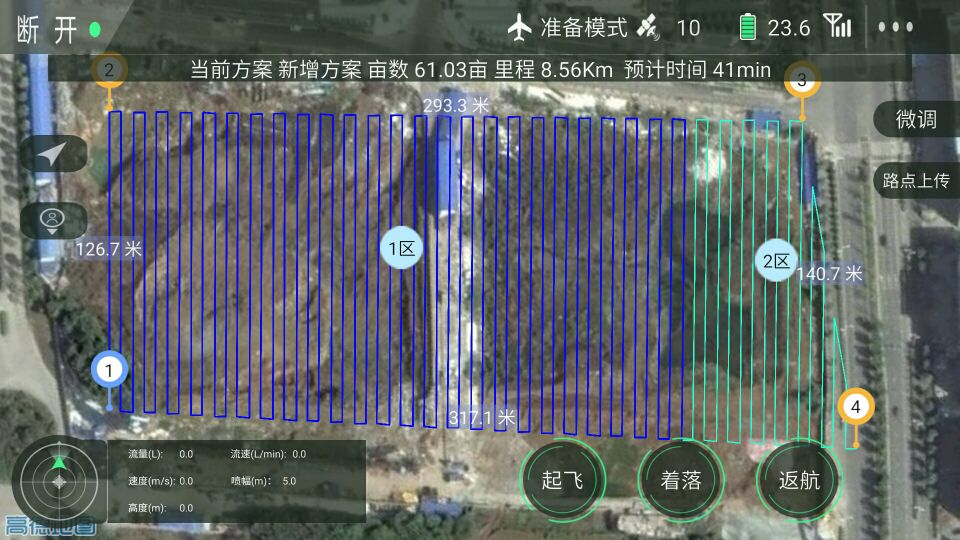 断 开 准备模式 10 23.6
当前方案 新增方案 亩数 61.03亩 里程 8.56Km 预计时间 41min
2
3
293.3 米
微调
路点上传
126.7 米
1区
2区
140.7 米
1
4
317.1 米
流量(L): 0.0 流速(L/min): 0.0
速度(m/s): 0.0 喷幅(m): 5.0
高度(m): 0.0
起飞 着落 返航
高德地图